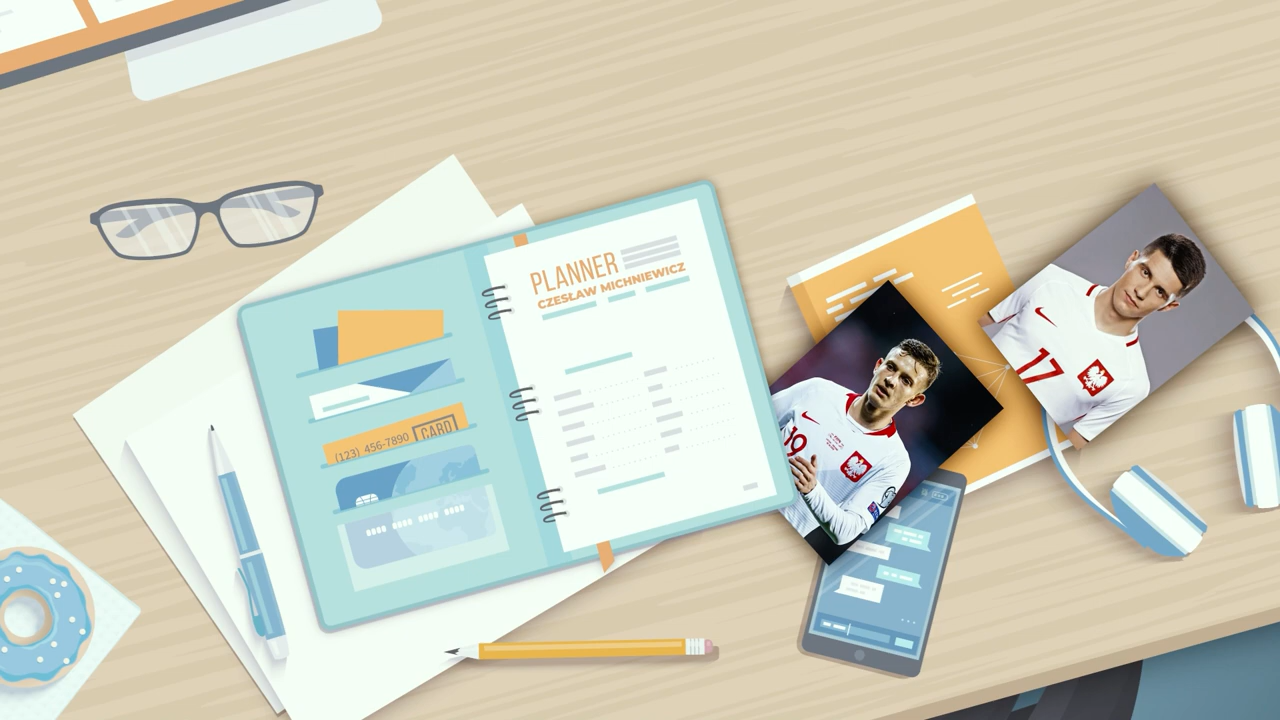 PLANNER
CZESŁAW MICHNIEWICZ
(123) 456-7890 CARD
19
17